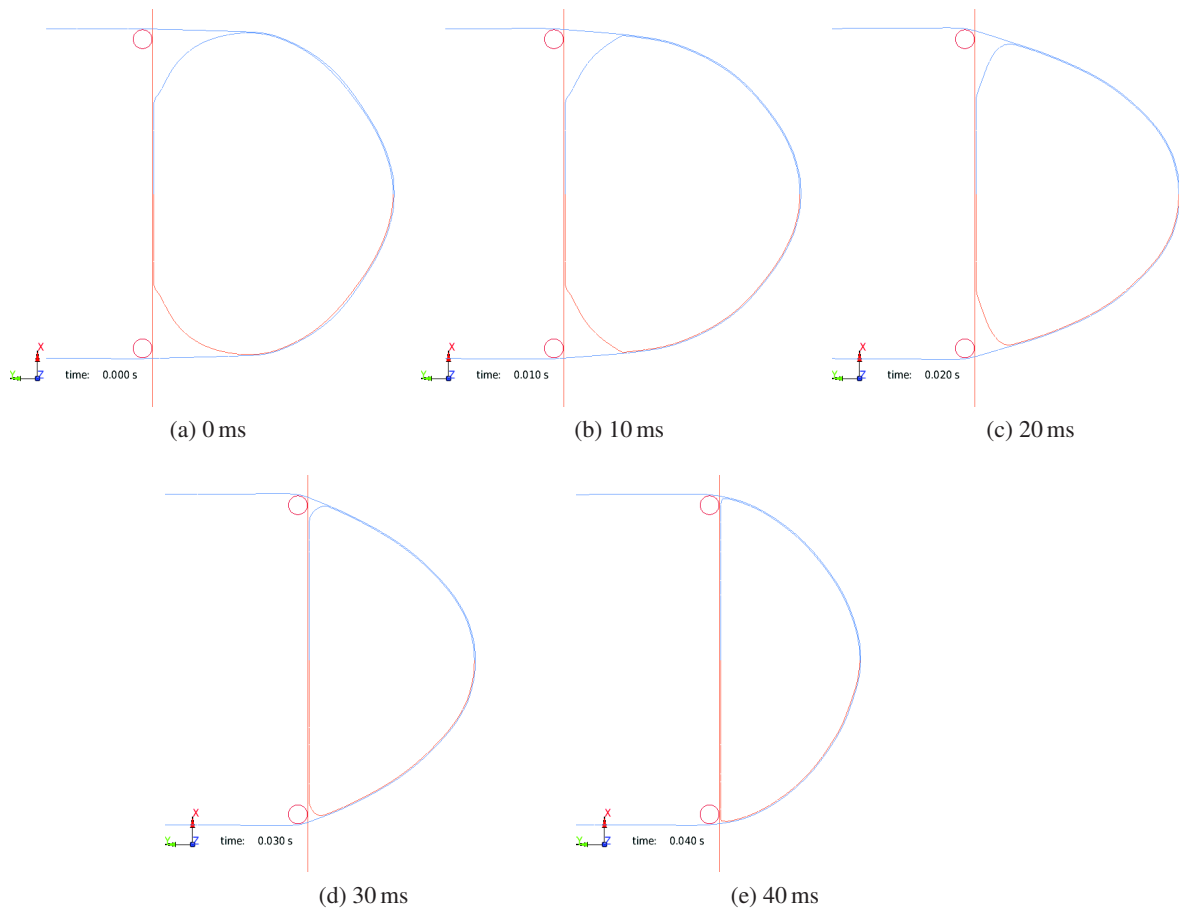 X
Y Z time: 0.000 s
(a) 0 ms
X
Y Z time: 0.010 s
(b) 10 ms
X
Y Z time: 0.020 s
(c) 20 ms
X
Y Z time: 0.030 s
(d) 30 ms
X
Y Z time: 0.040 s
(e) 40 ms